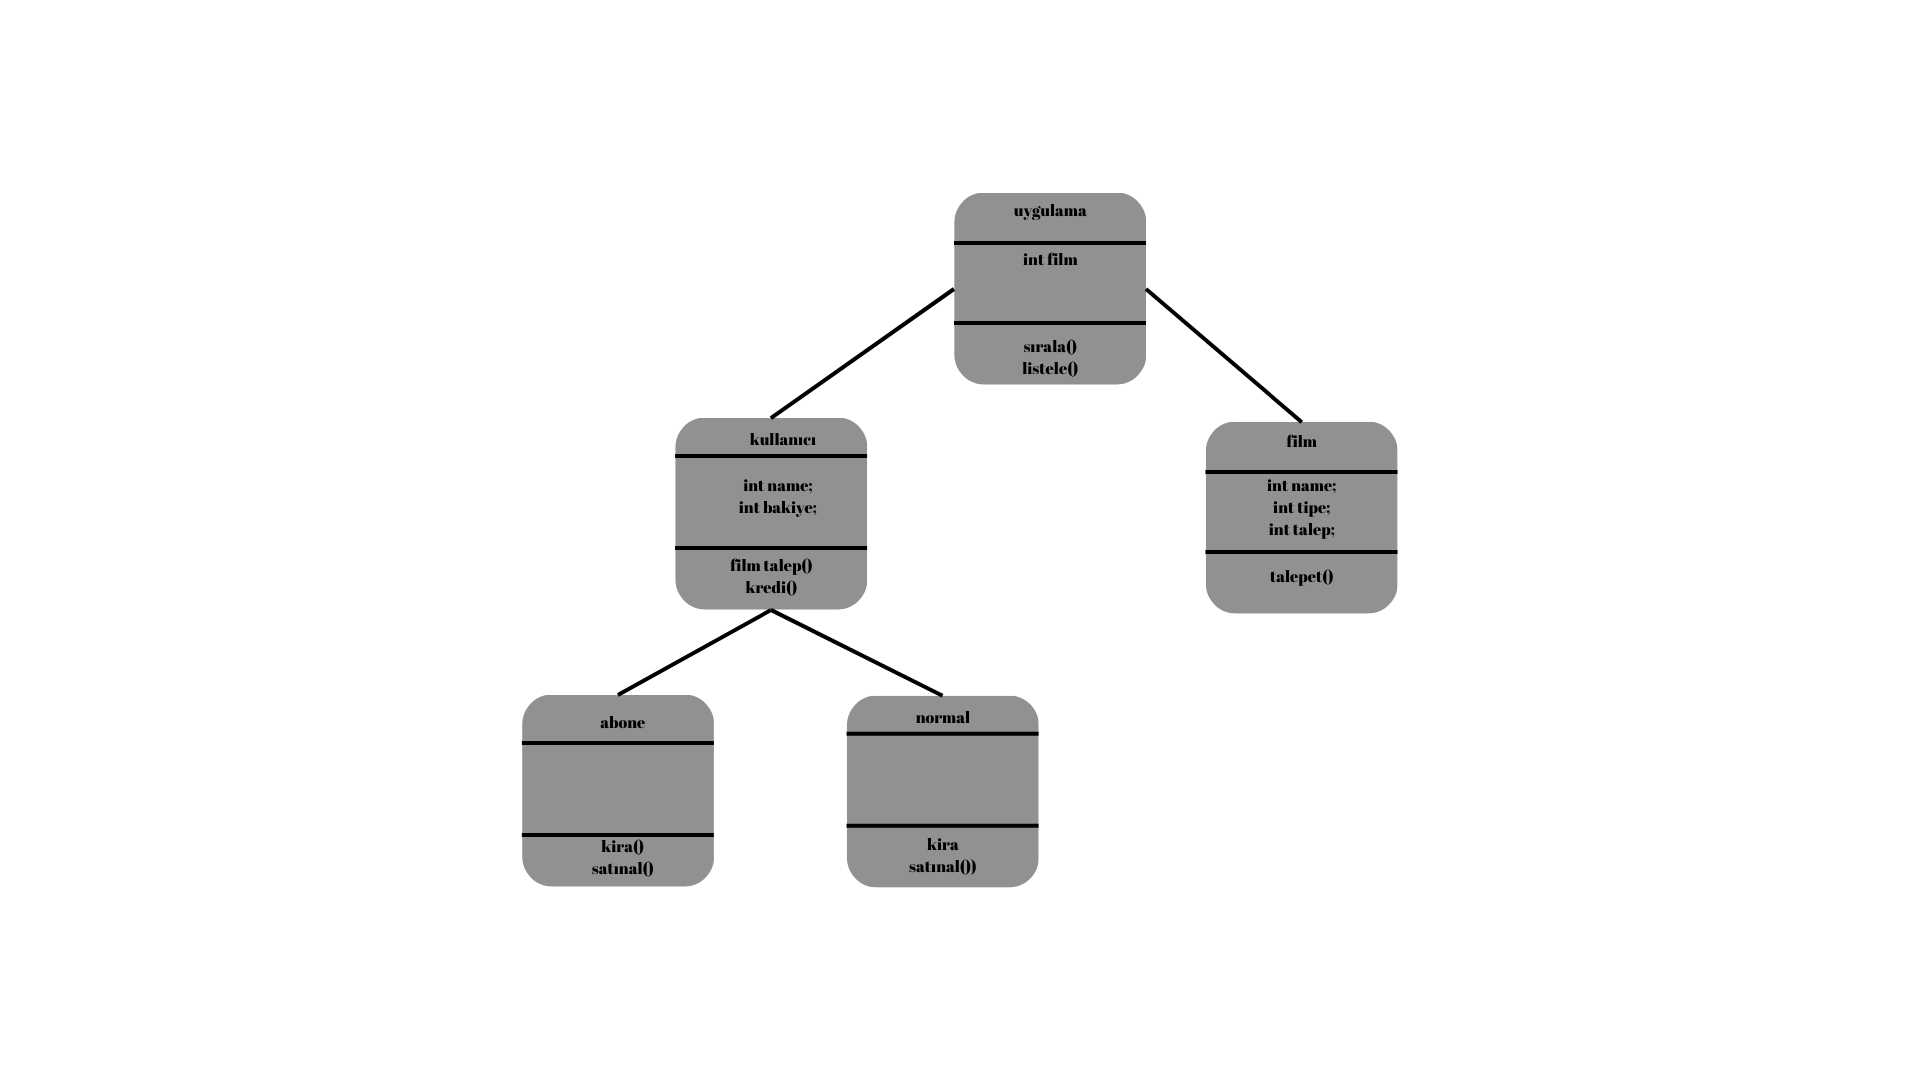 uygulama
int film
sırala()
listele()
kullanıcı
int name;
int bakiye;
film talep()
kredi()
film
int name;
int tipe;
int talep;
talepet()
abone
kira()
satınal()
normal
kira
satınal())